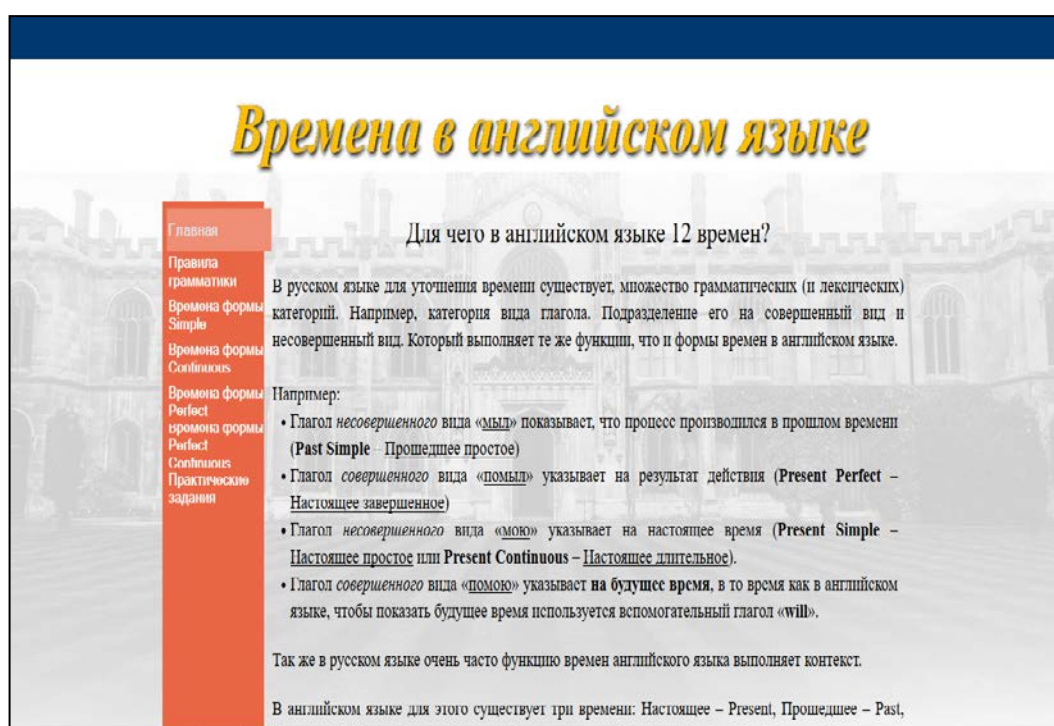 Времена в английском языке
Главная
Правила
грамматики
Времена формы
Simple
Времена формы
Continuous
Времена формы
Perfect
Времена формы
Perfect
Continuous
Практические
задания
Для чего в английском языке 12 времен?
В русском языке для уточнения времени существует, множество грамматических (и лексических)
категорий. Например, категория вида глагола. Подразделение его на совершенный вид и
несовершенный вид. Который выполняет те же функции, что и формы времен в английском языке.
Например:
• Глагол несовершенного вида «мыл» показывает, что процесс производился в прошлом времени
(Past Simple – Прошедшее простое)
• Глагол совершенного вида «помыл» указывает на результат действия (Present Perfect –
Настоящее завершенное)
• Глагол несовершенного вида «мою» указывает на настоящее время (Present Simple –
Настоящее простое или Present Continuous – Настоящее длительное).
• Глагол совершенного вида «помою» указывает на будущее время, в то время как в английском
языке, чтобы показать будущее время используется вспомогательный глагол «will».
Так же в русском языке очень часто функцию времен английского языка выполняет контекст.
В английском языке для этого существует три времени: Настоящее – Present, Прошедшее – Past,